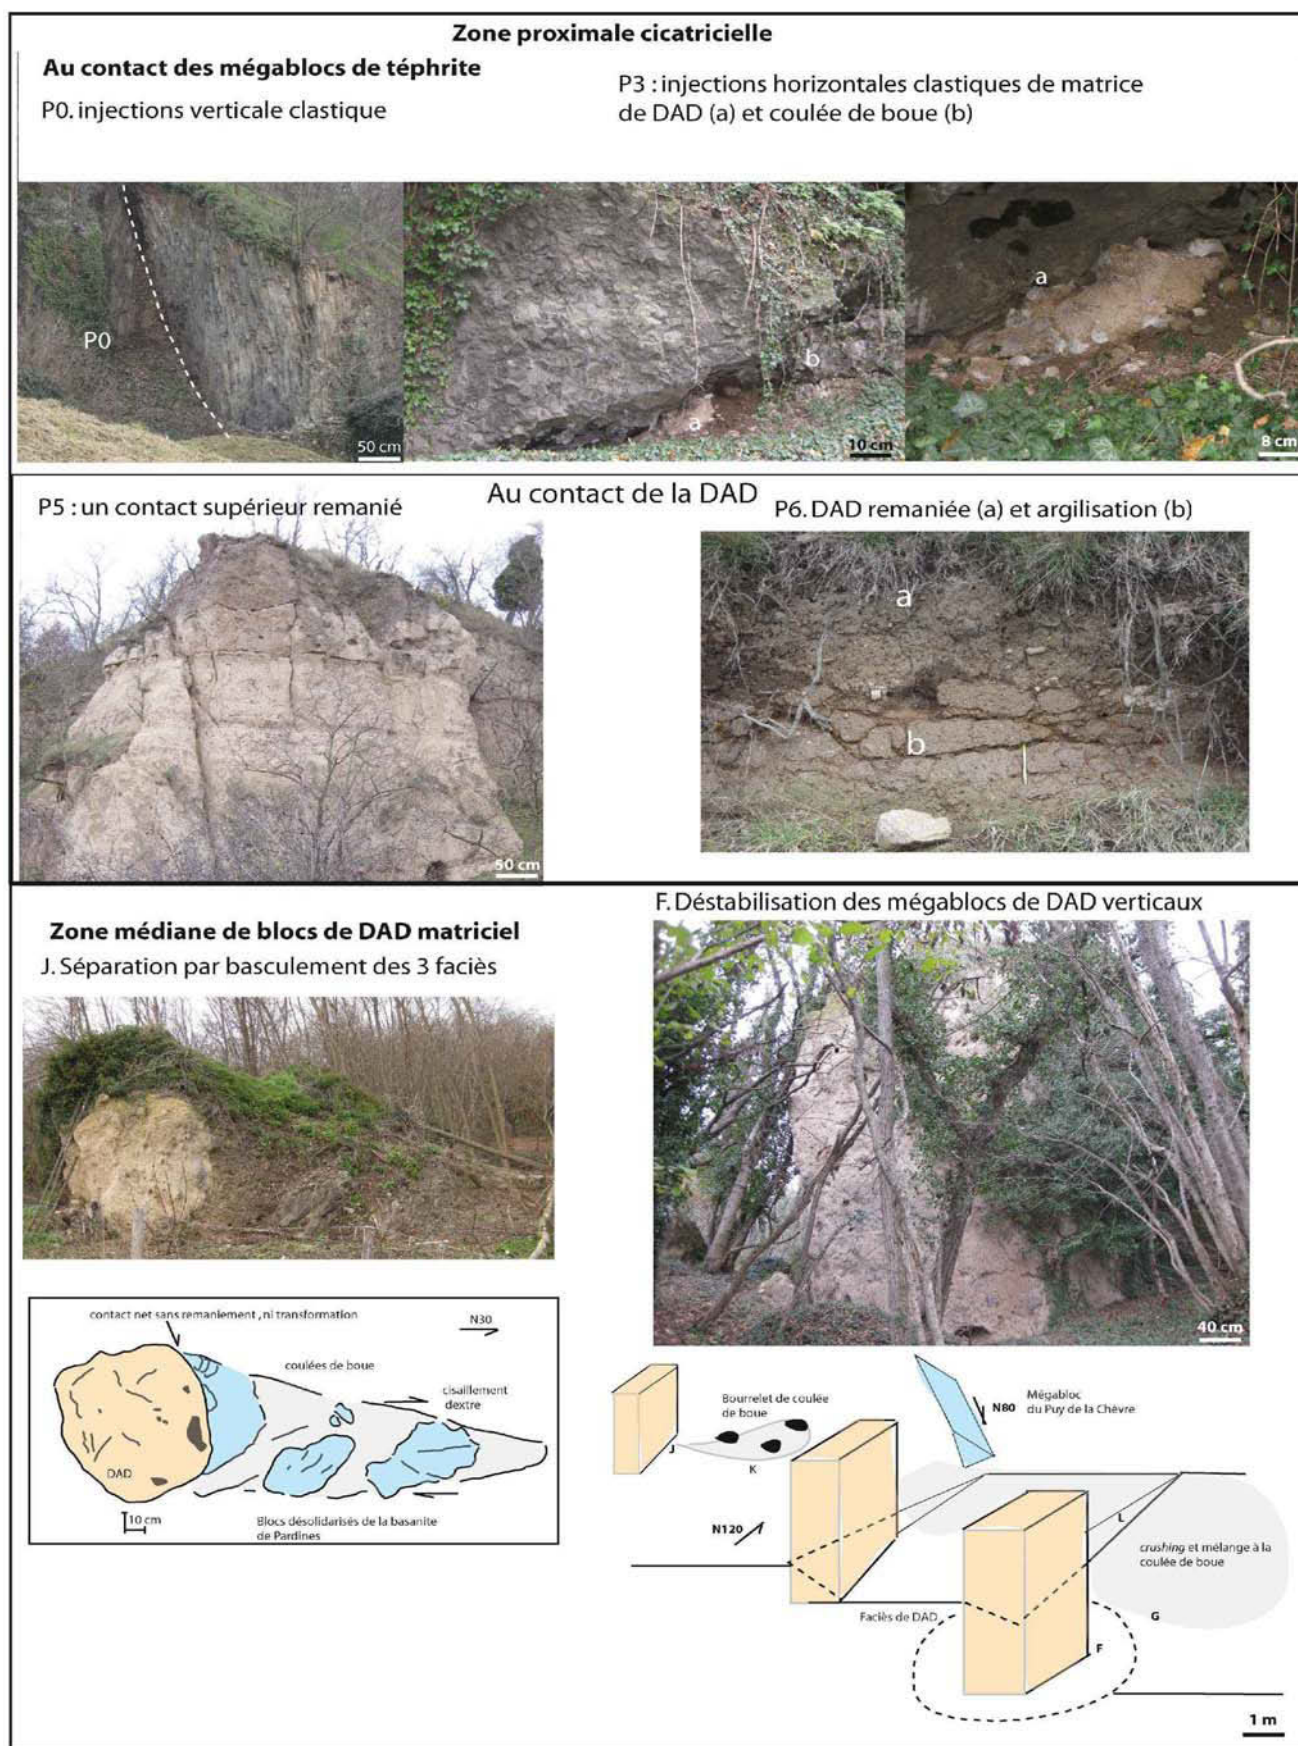 Zone proximale cicatricielle
Au contact des mégablocs de téphrite
P0. injections verticale clastique
P3 : injections horizontales clastiques de matrice
de DAD (a) et coulée de boue (b)
P0
50 cm
a
b
10 cm
a
8 cm
Au contact de la DAD
P5 : un contact supérieur remanié
P6. DAD remaniée (a) et argilisation (b)
50 cm
a
b
Zone médiane de blocs de DAD matriciel
J. Séparation par basculement des 3 faciès
F. Déstabilisation des mégablocs de DAD verticaux
40 cm
contact net sans remaniement , ni transformation
N30
coulées de boue
cisaillement
dextre
DAD
10 cm
Blocs désolidarisés de la basanite
de Pardines
Bourrelet de coulée
de boue
J
K
N80
Mégabloc
du Puy de la Chèvre
N120
L
crushing et mélange à la
coulée de boue
Faciès de DAD
G
F
1 m